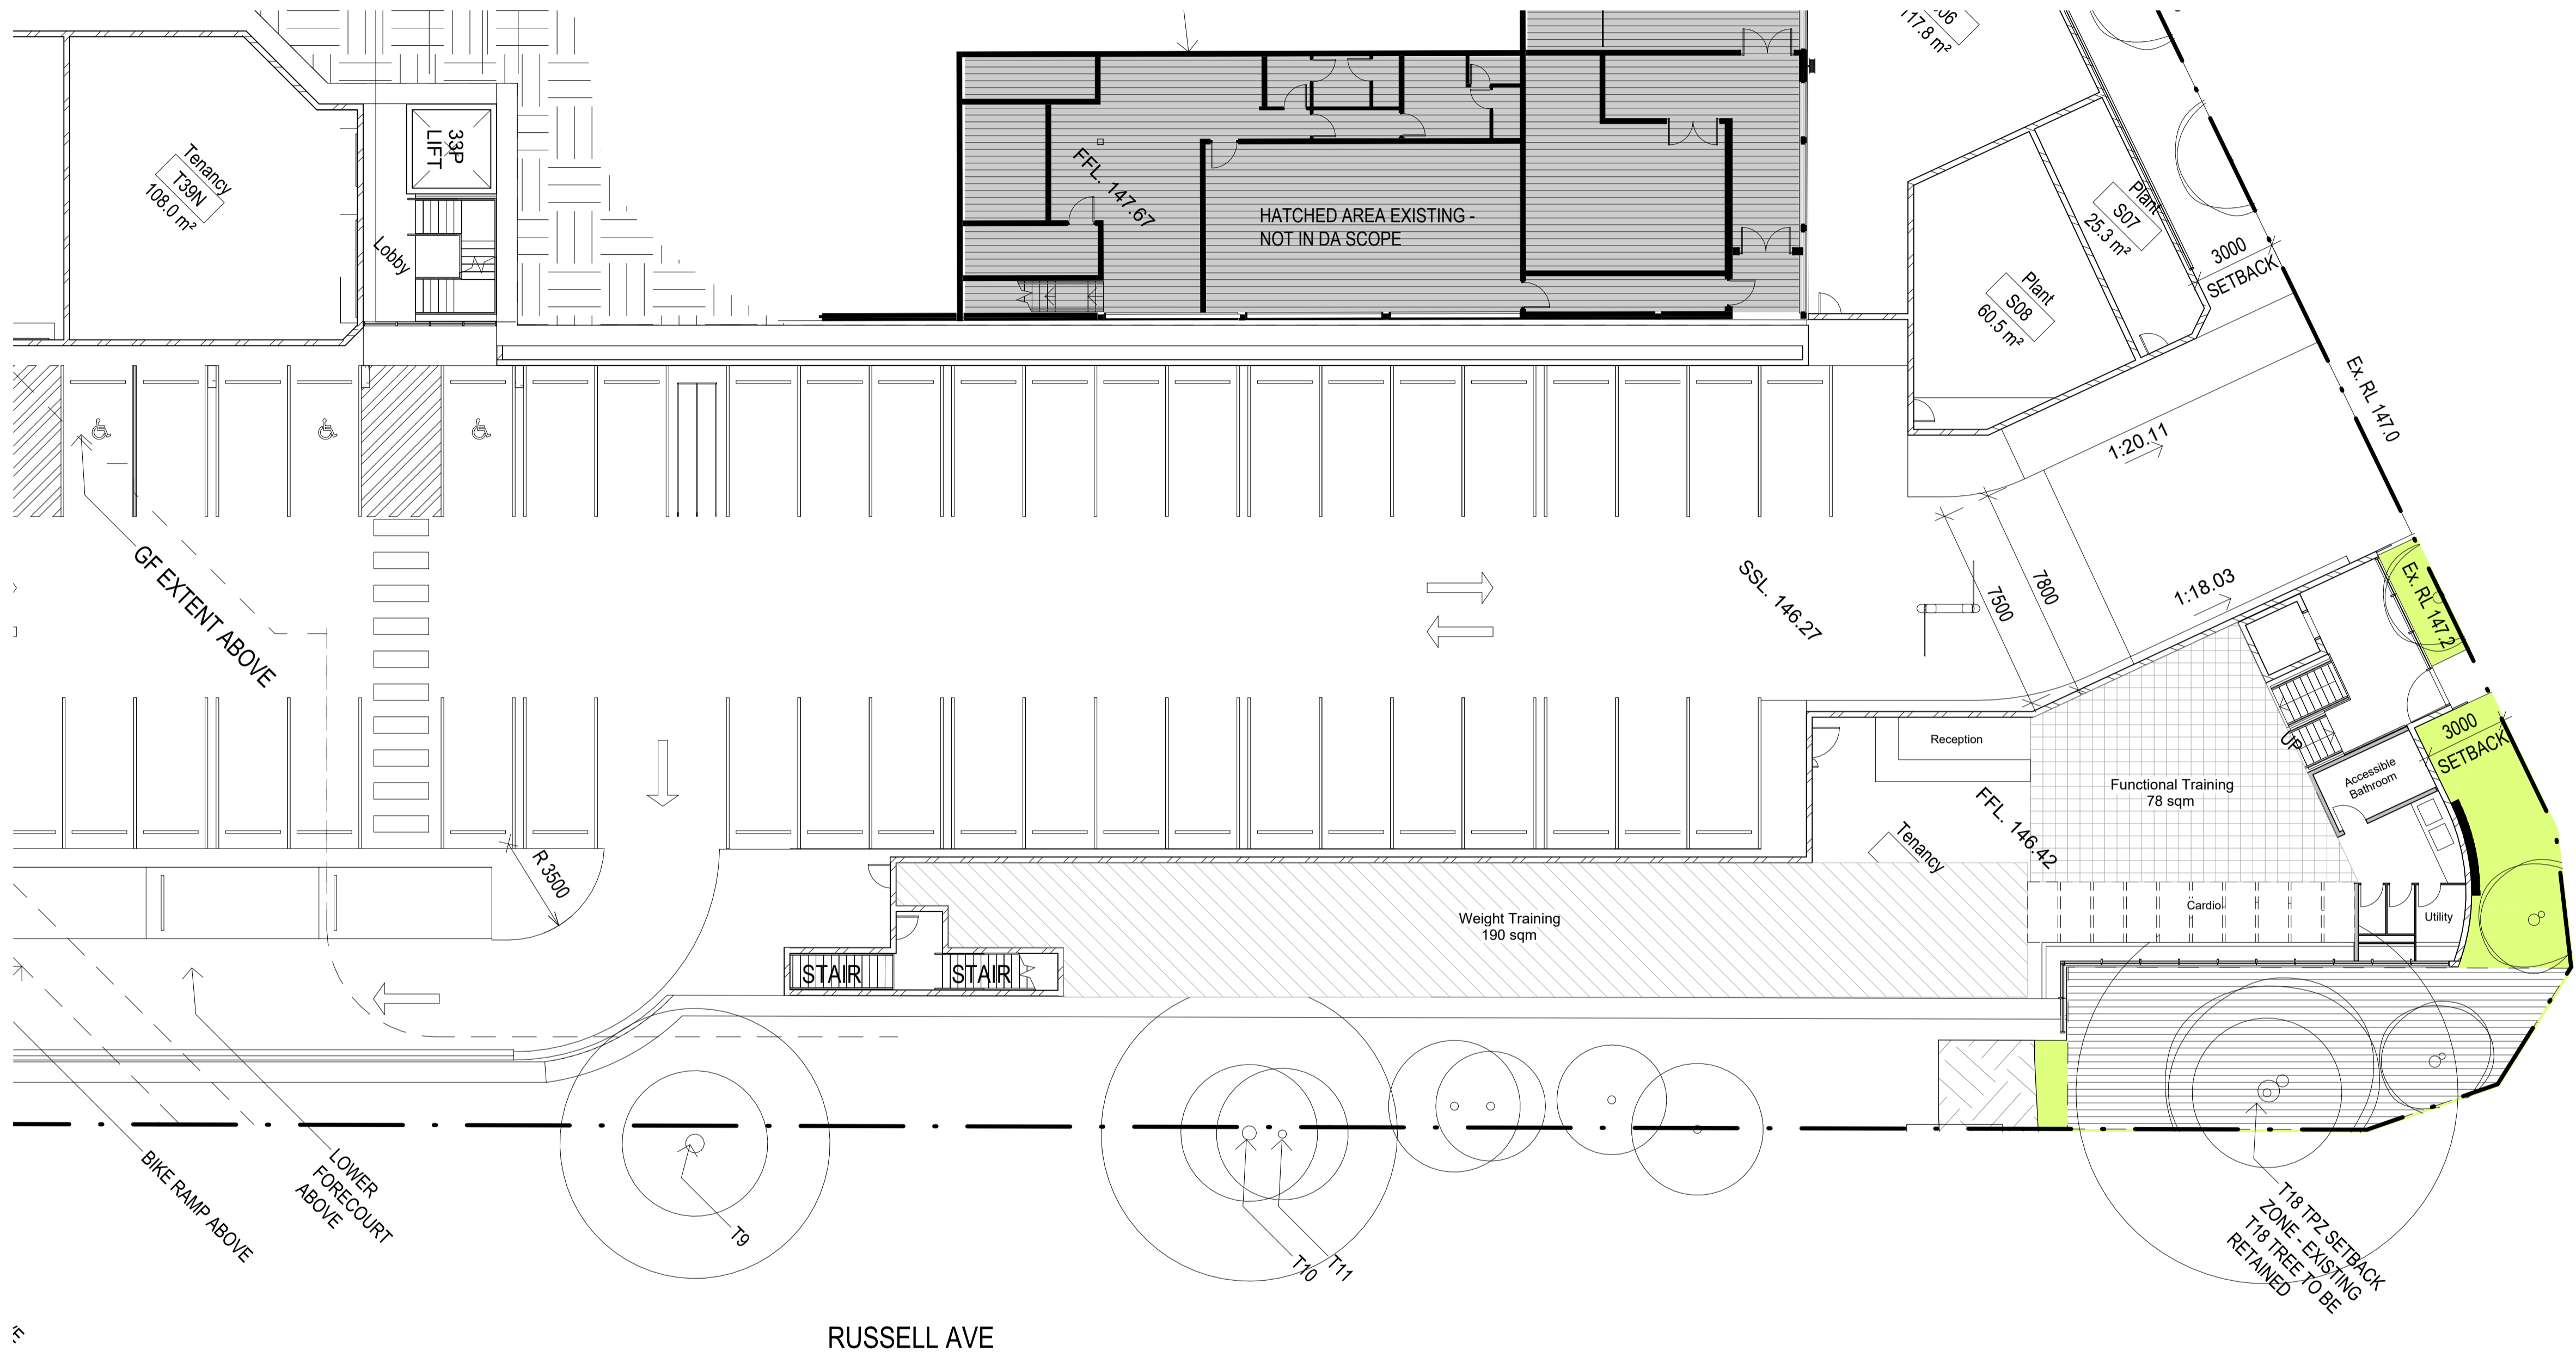 117.8 m²
Tenancy
T39N
108.0 m²
33P
LIFT
Lobby
FFL. 147.67
HATCHED AREA EXISTING -
NOT IN DA SCOPE
Plant
S07
25.3 m²
Plant
S08
60.5 m²
3000
SETBACK
Ex. RL 147.0
1:20.11
GF EXTENT ABOVE
SSL. 146.27
7500
7800
1:18.03
Ex. RL 147.2
3000
SETBACK
UP
Reception
Accessible
Bathroom
Functional Training
78 sqm
FFL. 146.42
Tenancy
R 3500
Weight Training
190 sqm
Cardio
Utility
STAIR
STAIR
BIKE RAMP ABOVE
LOWER
FORECOURT
ABOVE
T9
T10
T11
T18 TPZ SETBACK
ZONE - EXISTING
T18 TREE TO BE
RETAINED
RUSSELL AVE